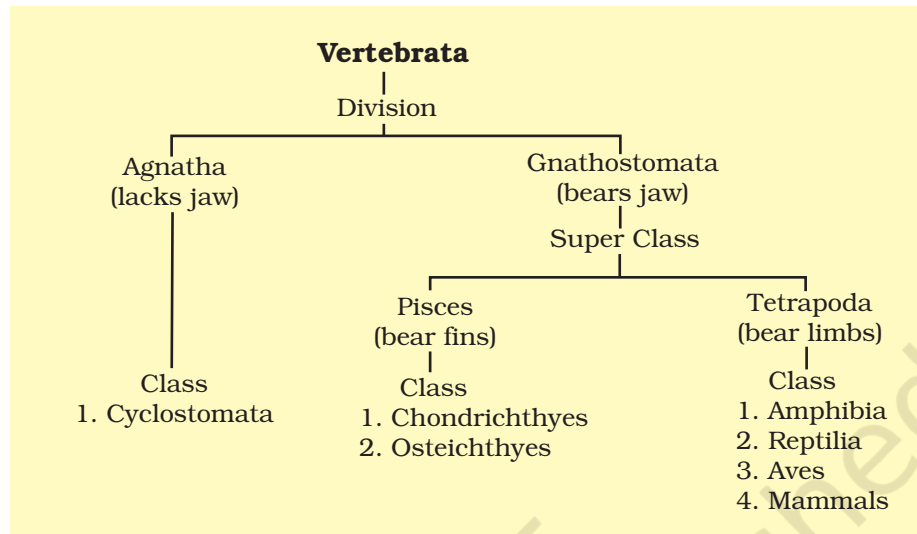 Vertebrata
Division
Agnatha
(lacks jaw)
Gnathostomata
(bears jaw)
Super Class
Pisces
(bear fins)
Tetrapoda
(bear limbs)
Class
1. Cyclostomata
Class
1. Chondrichthyes
2. Osteichthyes
Class
1. Amphibia
2. Reptilia
3. Aves
4. Mammals